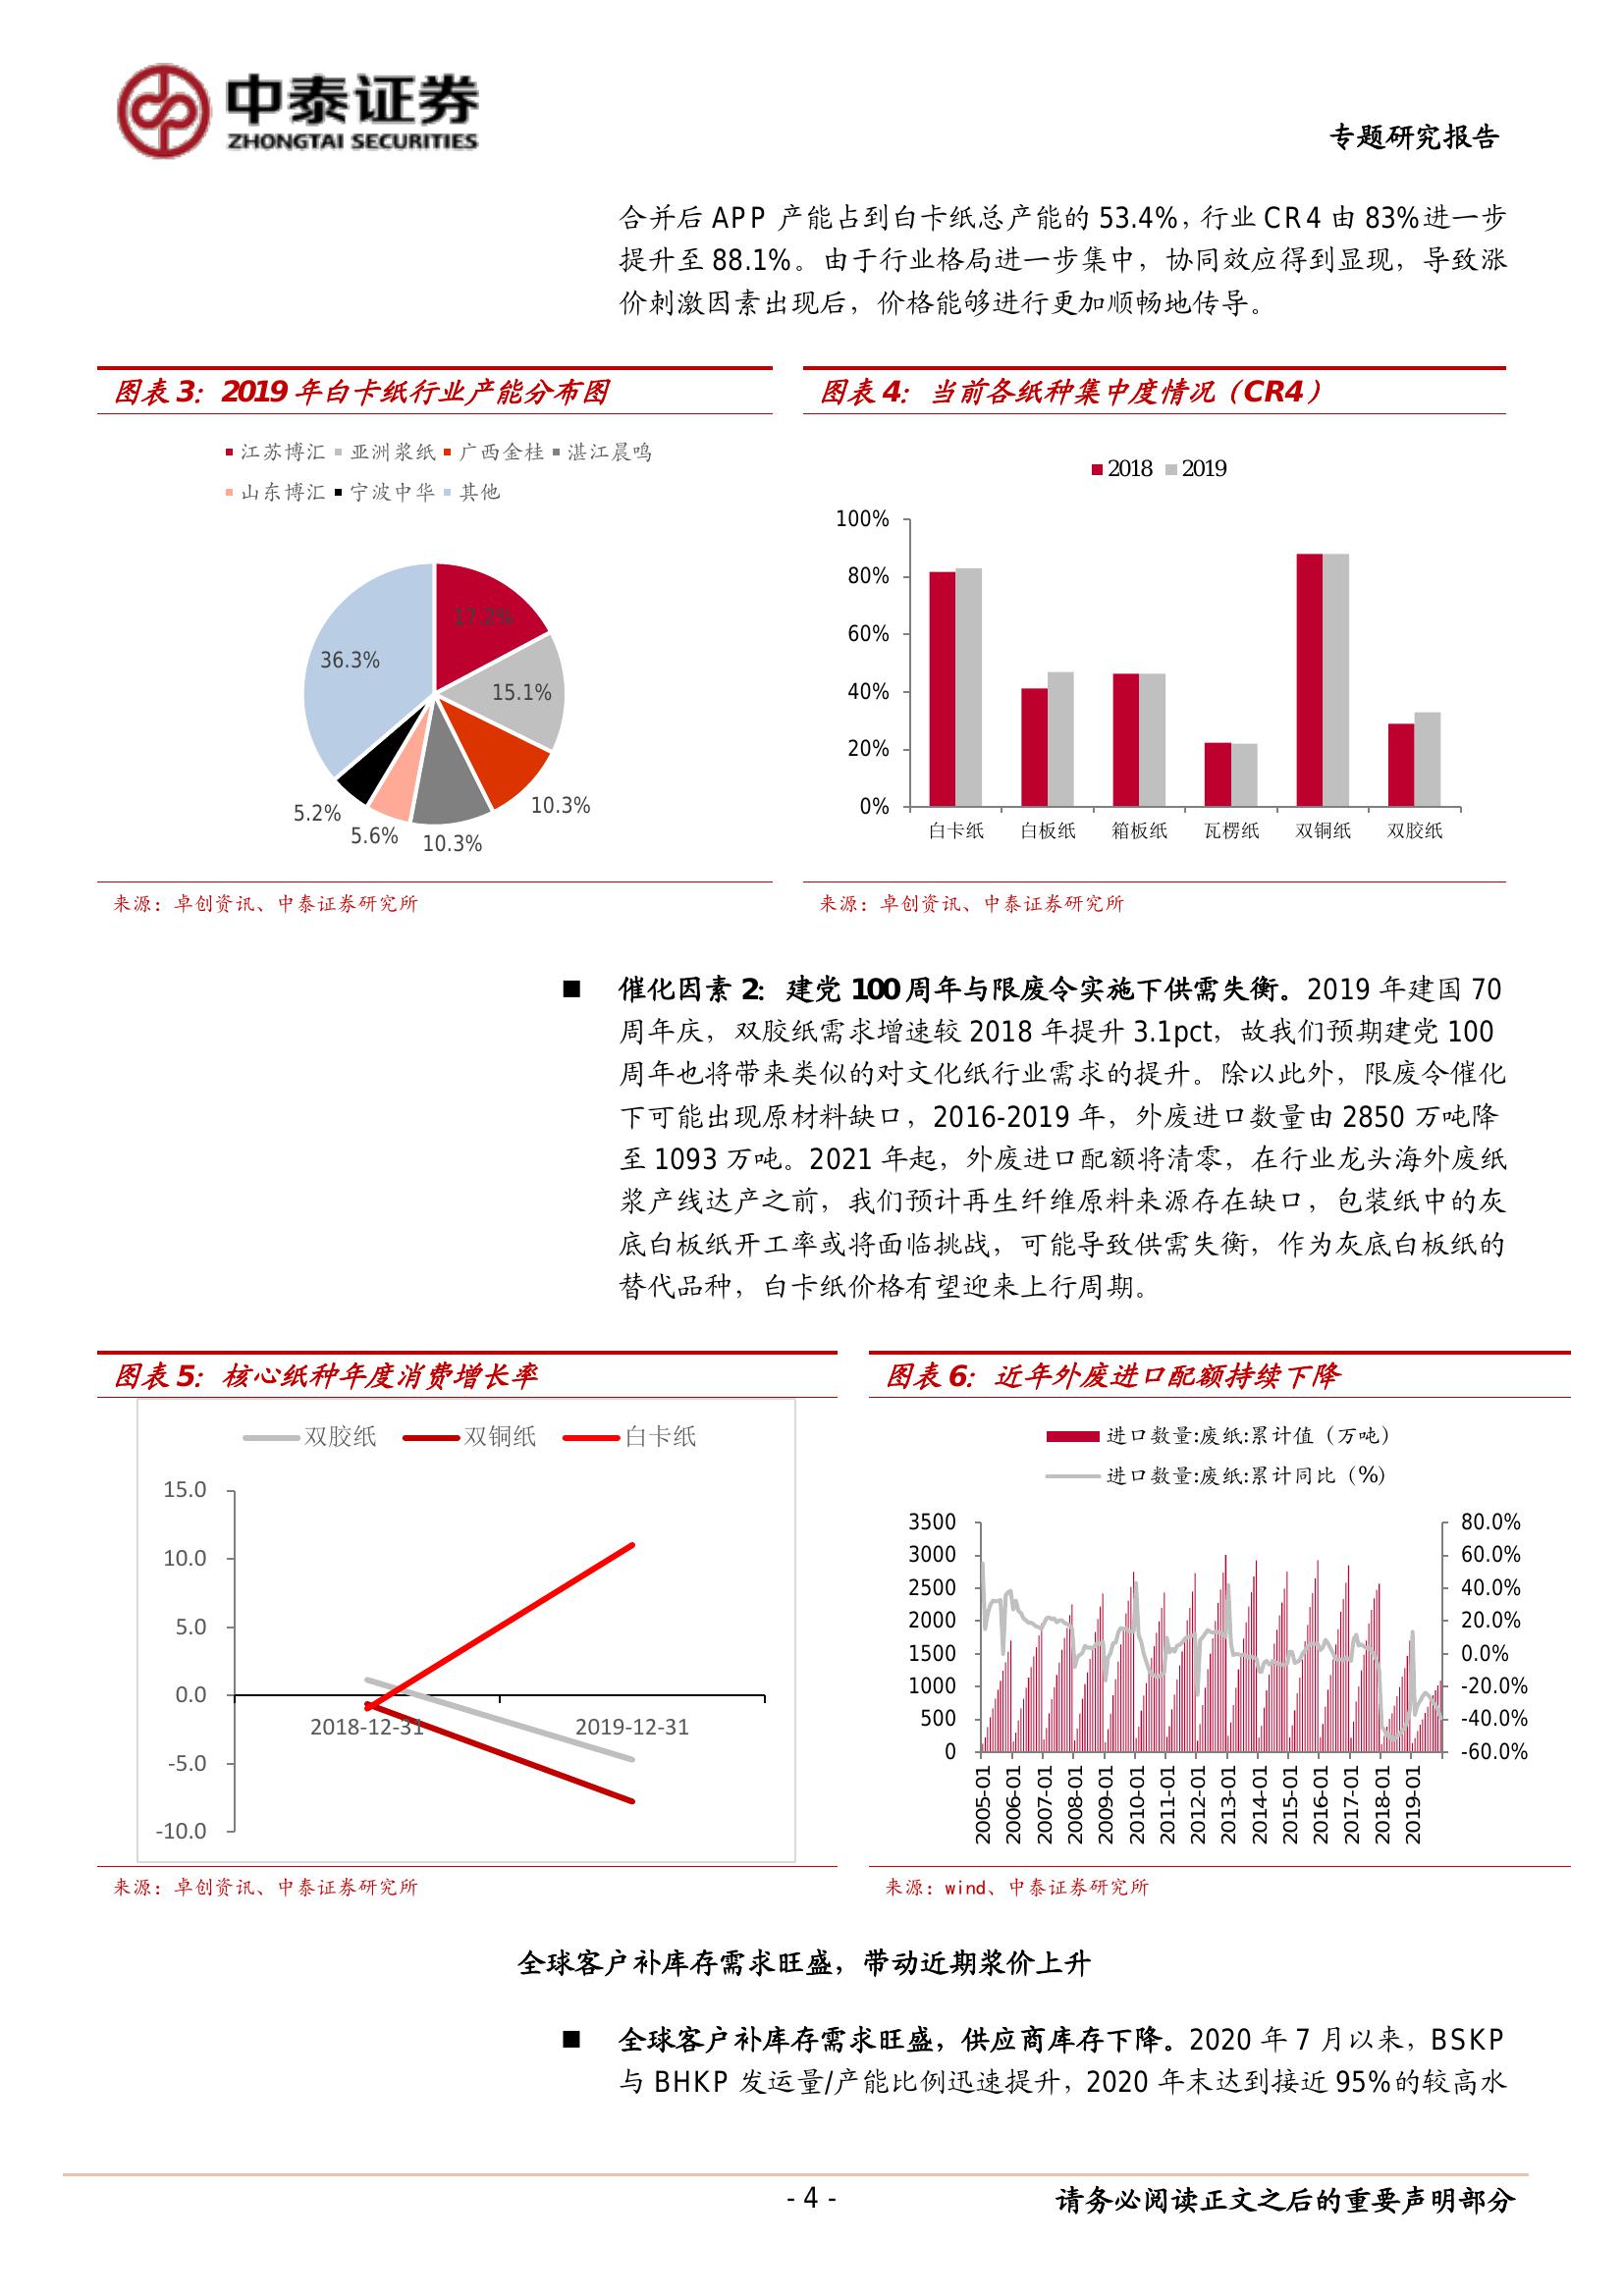 中泰证券
ZHONGTAI SECURITIES
专题研究报告
合并后 APP 产能占到白卡纸总产能的 53.4%，行业 CR4 由 83%进一步
提升至 88.1%。由于行业格局进一步集中，协同效应得到显现，导致涨
价刺激因素出现后，价格能够进行更加顺畅地传导。
图表 3：2019 年白卡纸行业产能分布图
江苏博汇 亚洲浆纸 广西金桂 湛江晨鸣
山东博汇 宁波中华 其他
17.2%
36.3%
15.1%
10.3%
5.2%
5.6%
10.3%
来源：卓创资讯、中泰证券研究所
图表 4：当前各纸种集中度情况（CR4）
2018 2019
100%
80%
60%
40%
20%
0%
白卡纸 白板纸 箱板纸 瓦楞纸 双铜纸 双胶纸
来源：卓创资讯、中泰证券研究所
■ 催化因素 2：建党 100 周年与限废令实施下供需失衡。2019 年建国 70
周年庆，双胶纸需求增速较 2018 年提升 3.1pct，故我们预期建党 100
周年也将带来类似的对文化纸行业需求的提升。除以此外，限废令催化
下可能出现原材料缺口，2016-2019 年，外废进口数量由 2850 万吨降
至 1093 万吨。2021 年起，外废进口配额将清零，在行业龙头海外废纸
浆产线达产之前，我们预计再生纤维原料来源存在缺口，包装纸中的灰
底白板纸开工率或将面临挑战，可能导致供需失衡，作为灰底白板纸的
替代品种，白卡纸价格有望迎来上行周期。
图表 5：核心纸种年度消费增长率
双胶纸 双铜纸 白卡纸
15.0
10.0
5.0
0.0
-5.0
-10.0
2018-12-31 2019-12-31
来源：卓创资讯、中泰证券研究所
图表 6：近年外废进口配额持续下降
进口数量:废纸:累计值（万吨）
进口数量:废纸:累计同比（%）
3500
3000
2500
2000
1500
1000
500
0
80.0%
60.0%
40.0%
20.0%
0.0%
-20.0%
-40.0%
-60.0%
2005-01 2006-01 2007-01 2008-01 2009-01 2010-01 2011-01 2012-01 2013-01 2014-01 2015-01 2016-01 2017-01 2018-01 2019-01
来源：wind、中泰证券研究所
全球客户补库存需求旺盛，带动近期浆价上升
■ 全球客户补库存需求旺盛，供应商库存下降。2020 年 7 月以来，BSKP
与 BHKP 发运量/产能比例迅速提升，2020 年末达到接近 95%的较高水
- 4 -
请务必阅读正文之后的重要声明部分